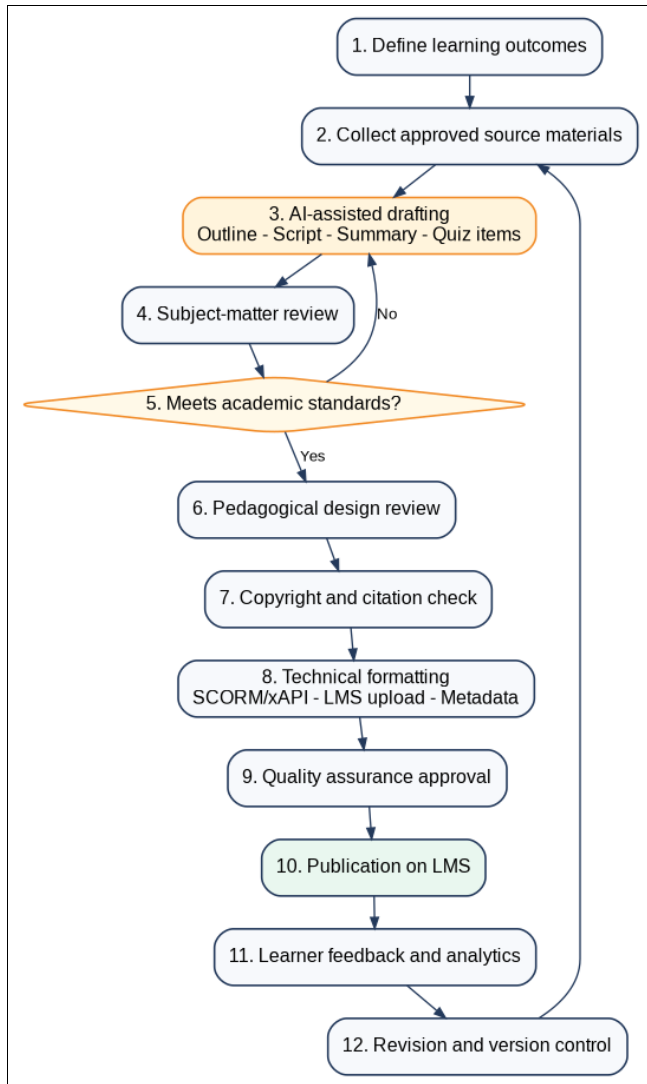 1. Define learning outcomes
2. Collect approved source materials
3. AI-assisted drafting
Outline - Script - Summary - Quiz items
4. Subject-matter review
No
5. Meets academic standards?
Yes
6. Pedagogical design review
7. Copyright and citation check
8. Technical formatting
SCORM/xAPI - LMS upload - Metadata
9. Quality assurance approval
10. Publication on LMS
11. Learner feedback and analytics
12. Revision and version control